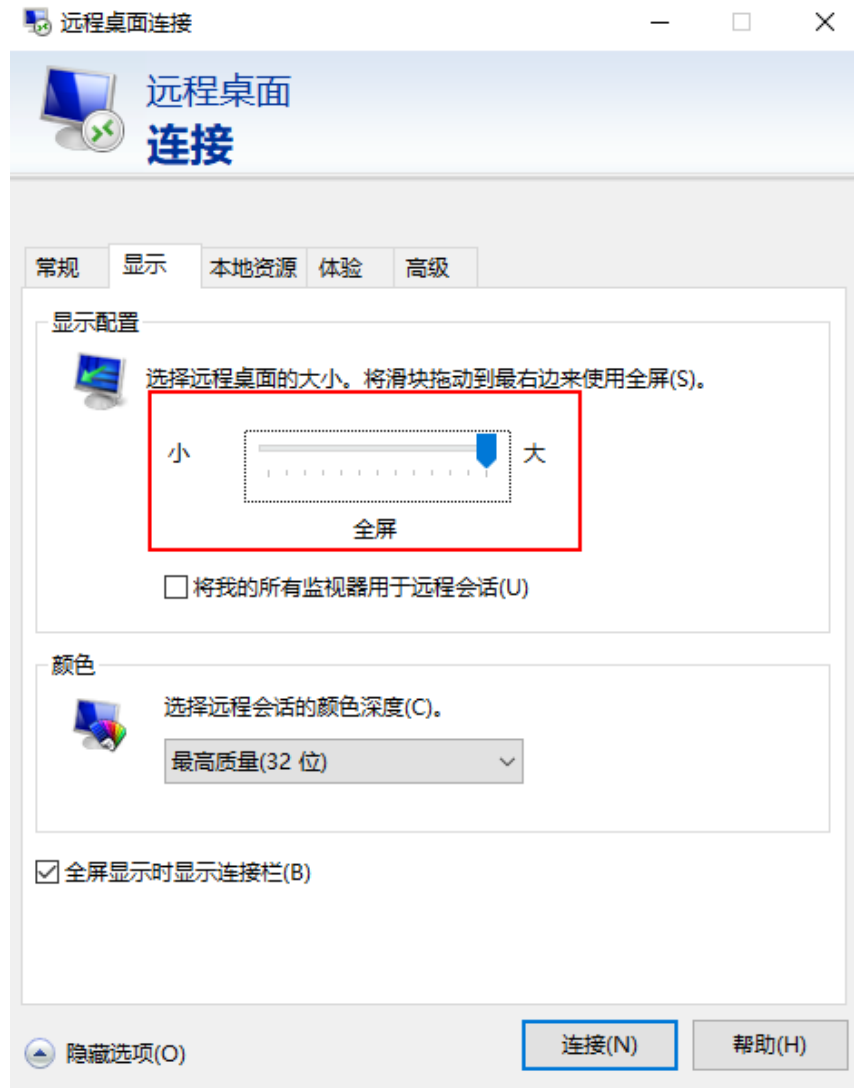 远程桌面连接
远程桌面
连接
常规 显示 本地资源 体验 高级
显示配置
选择远程桌面的大小。将滑块拖动到最右边来使用全屏(S)。
小 大
全屏
将我的所有监视器用于远程会话(U)
颜色
选择远程会话的颜色深度(C)。
最高质量(32 位)
全屏显示时显示连接栏(B)
隐藏选项(O) 连接(N) 帮助(H)